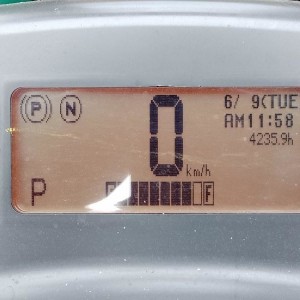 (P) N
6/ 9(TUE
AM11:58
4235.9h
0 km/h
P
F